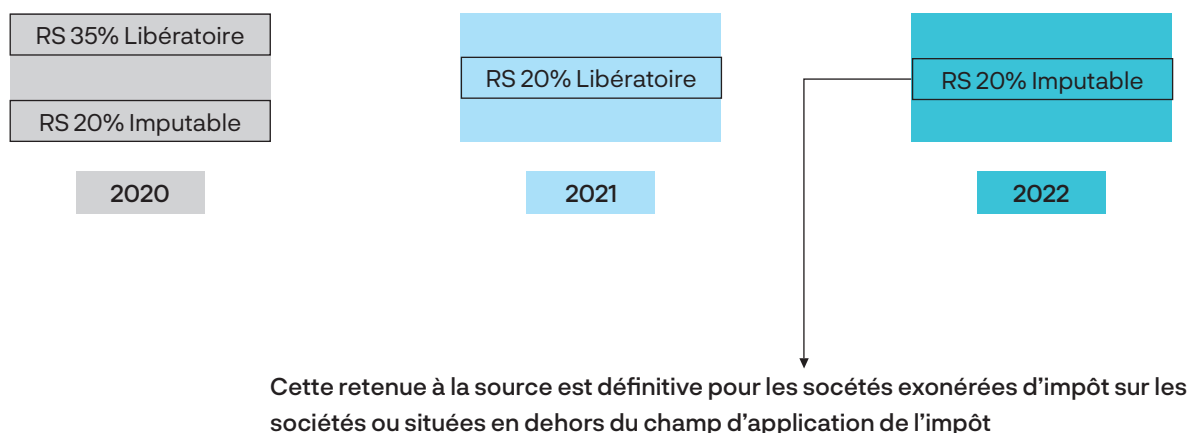 RS 35% Libératoire
RS 20% Imputable
2020
RS 20% Libératoire
2021
RS 20% Imputable
2022
Cette retenue à la source est définitive pour les socétés exonérées d'impôt sur les
sociétés ou situées en dehors du champ d'application de l'impôt